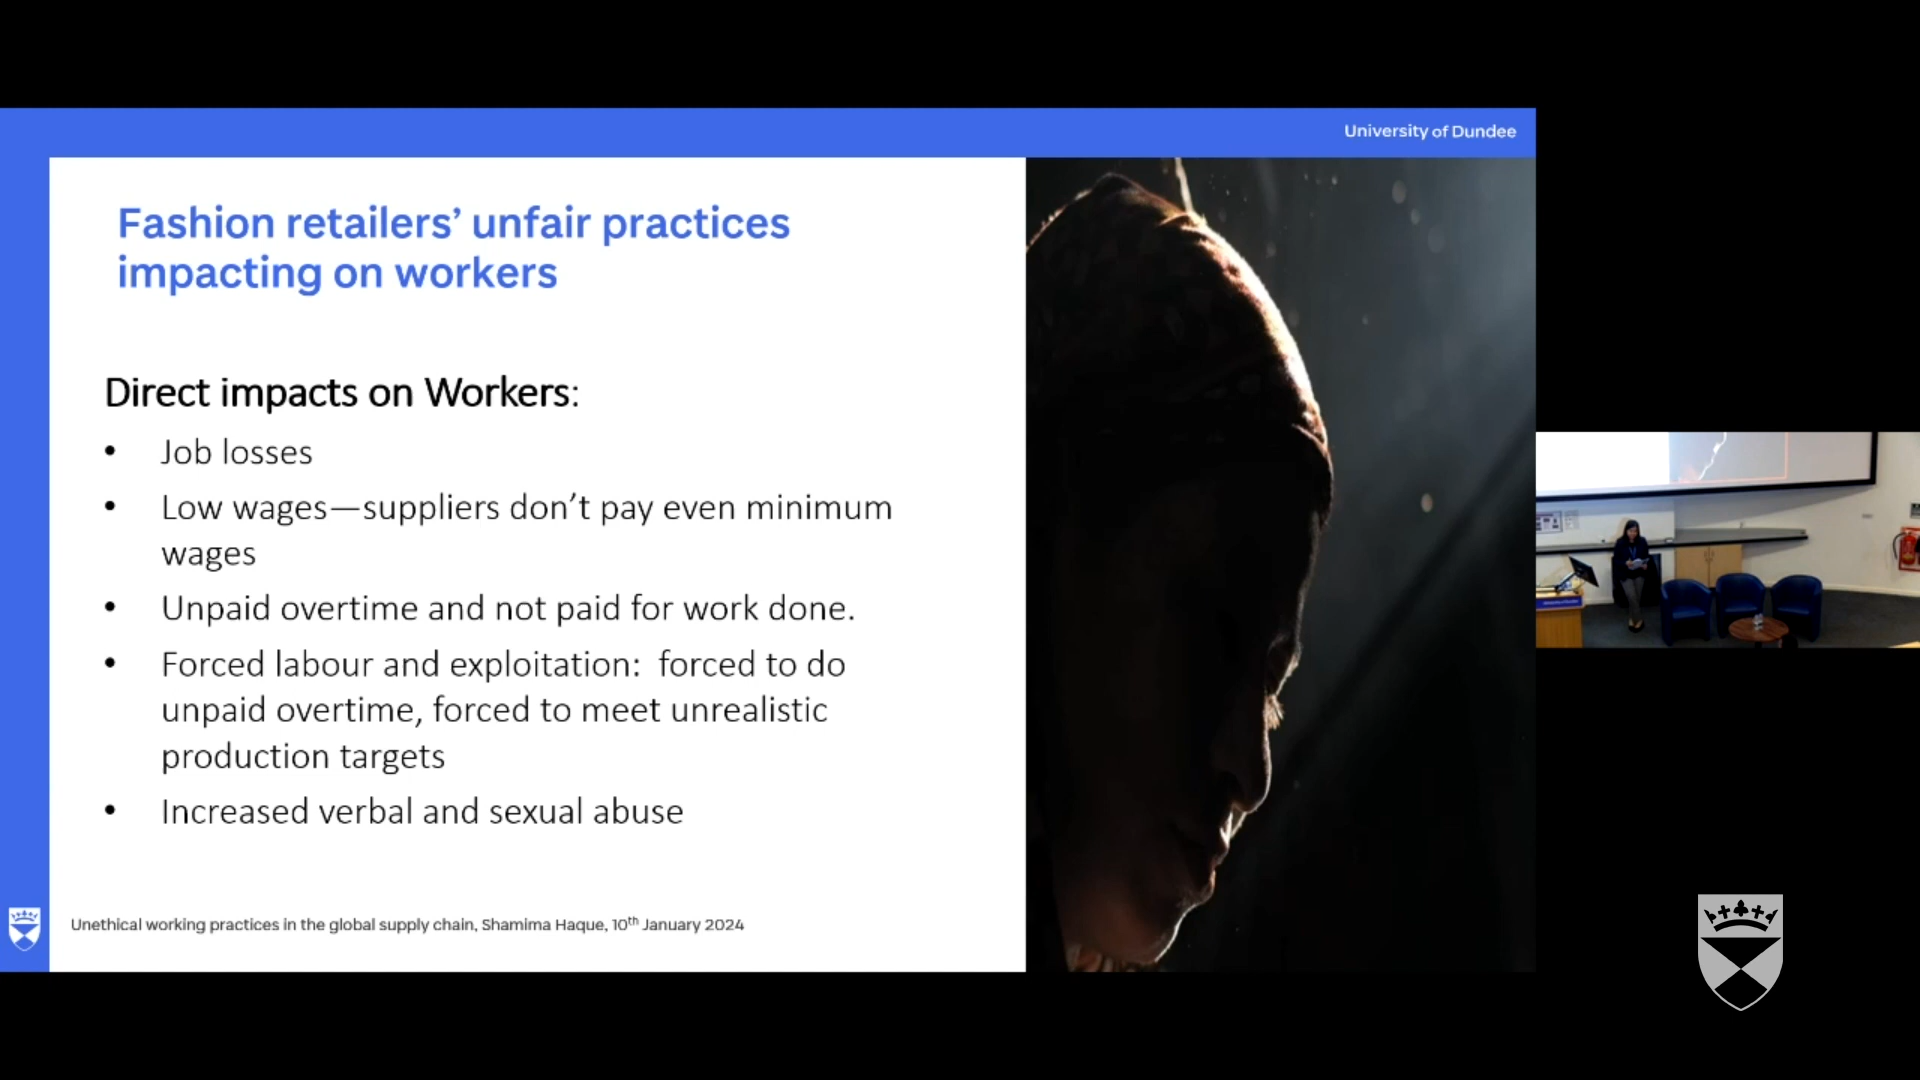 University of Dundee
Fashion retailers’ unfair practices
impacting on workers
Direct impacts on Workers:
• Job losses
• Low wages—suppliers don’t pay even minimum
wages
• Unpaid overtime and not paid for work done.
• Forced labour and exploitation:  forced to do
unpaid overtime, forced to meet unrealistic
production targets
• Increased verbal and sexual abuse
Unethical working practices in the global supply chain, Shamima Haque, 10th January 2024